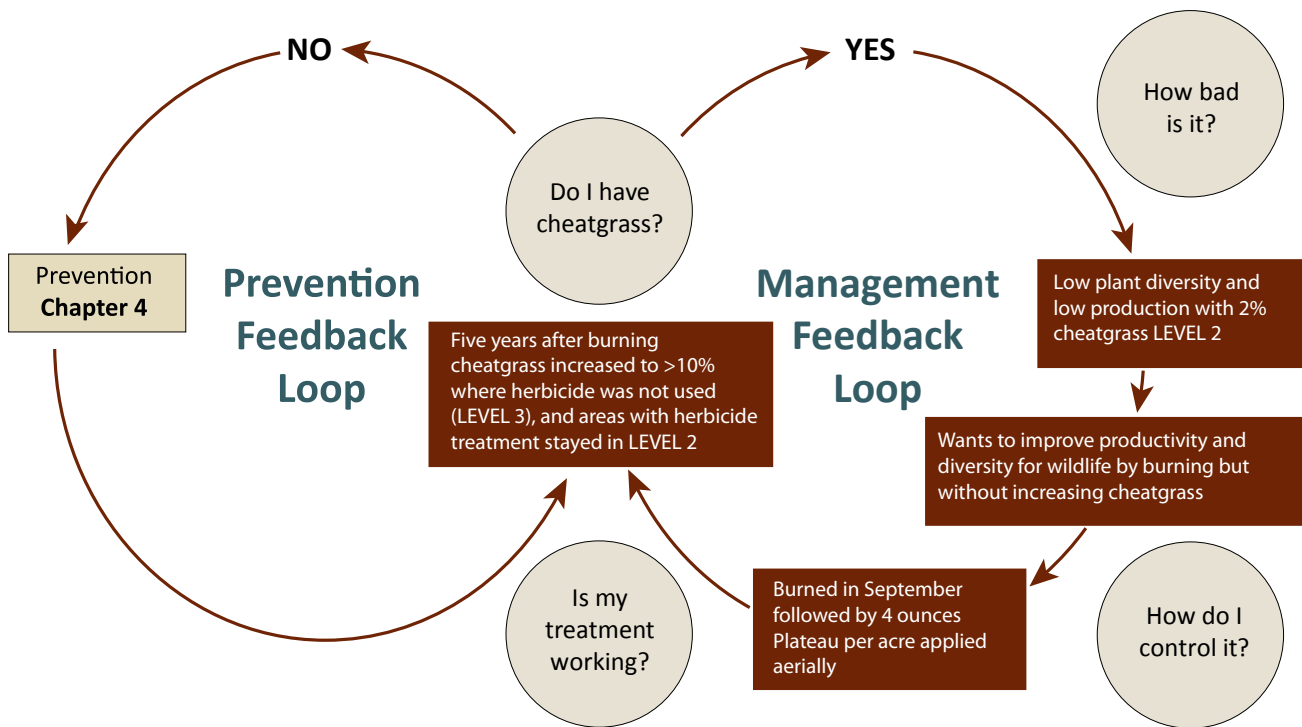 NO
YES
How bad
is it?
Do I have
cheatgrass?
Prevention
Chapter 4
Prevention
Feedback
Loop
Management
Feedback
Loop
Low plant diversity and
low production with 2%
cheatgrass LEVEL 2
Five years after burning
cheatgrass increased to >10%
where herbicide was not used
(LEVEL 3), and areas with herbicide
treatment stayed in LEVEL 2
Wants to improve productivity and
diversity for wildlife by burning but
without increasing cheatgrass
Burned in September
followed by 4 ounces
Plateau per acre applied
aerially
Is my
treatment
working?
How do I
control it?